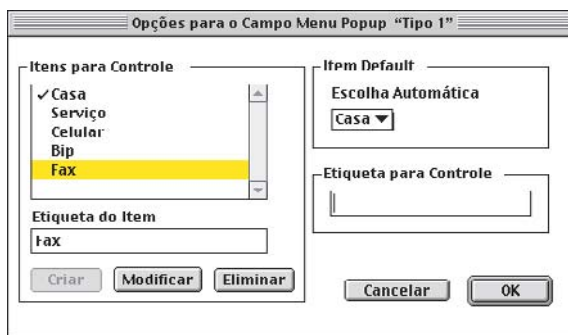 Opções para o Campo Menu Popup “Tipo 1”
Itens para Controle
✓Casa
Serviço
Celular
Bip
Fax
Etiqueta do Item
Fax
Criar Modificar Eliminar
Item Default
Escolha Automática
Casa ▼
Etiqueta para Controle
Cancelar OK